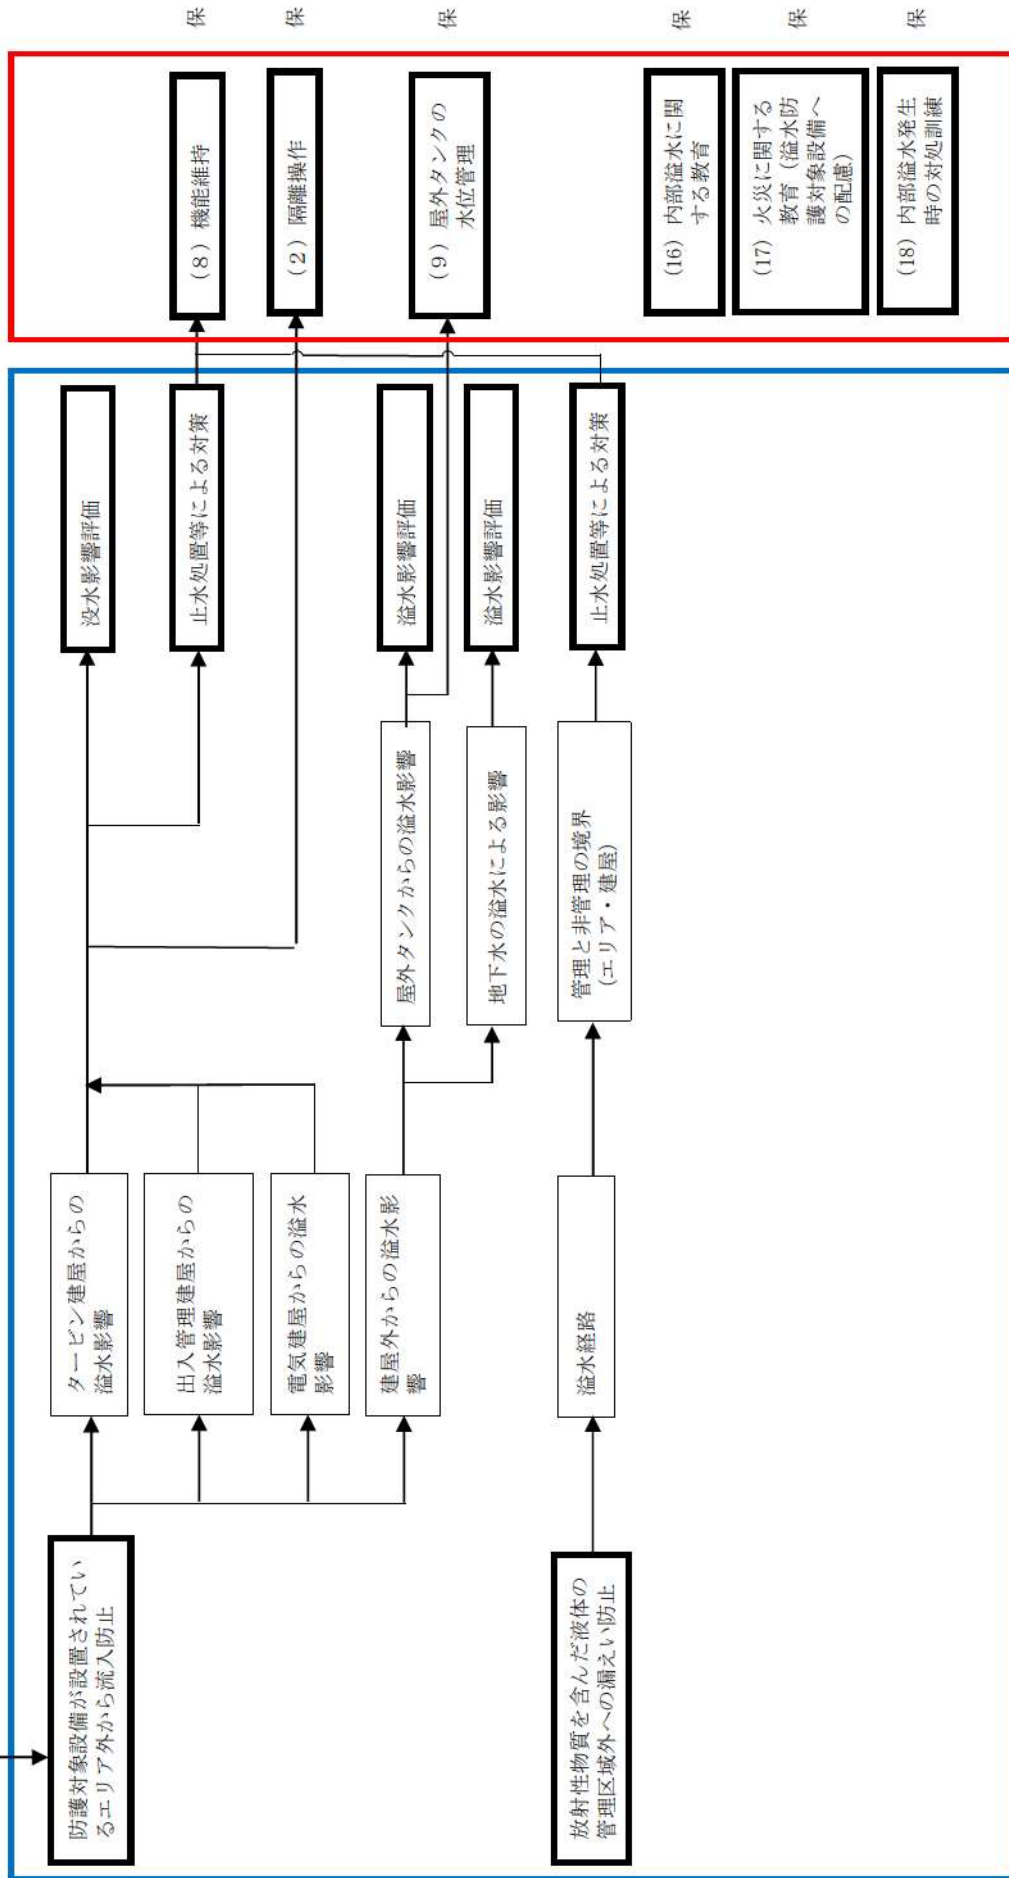 防護対象設備が設置されてい
るエリア外から流入防止
タービン建屋からの
溢水影響
出入管理建屋からの
溢水影響
電気建屋からの溢水
影響
建屋外からの溢水影
響
没水影響評価
止水処置等による対策
屋外タンクからの溢水影響
溢水影響評価
地下水の溢水による影響
溢水影響評価
放射性物質を含んだ液体の
管理区域外への漏えい防止
溢水経路
管理と非管理の境界
(エリア・建屋)
止水処置等による対策
(8) 機能維持
保
(2) 隔離操作
保
(9) 屋外タンクの
水位管理
保
(16) 内部溢水に関
する教育
保
(17) 火災に関する
教育（溢水防
護対象設備へ
の配慮）
保
(18) 内部溢水発生
時の対処訓練
保